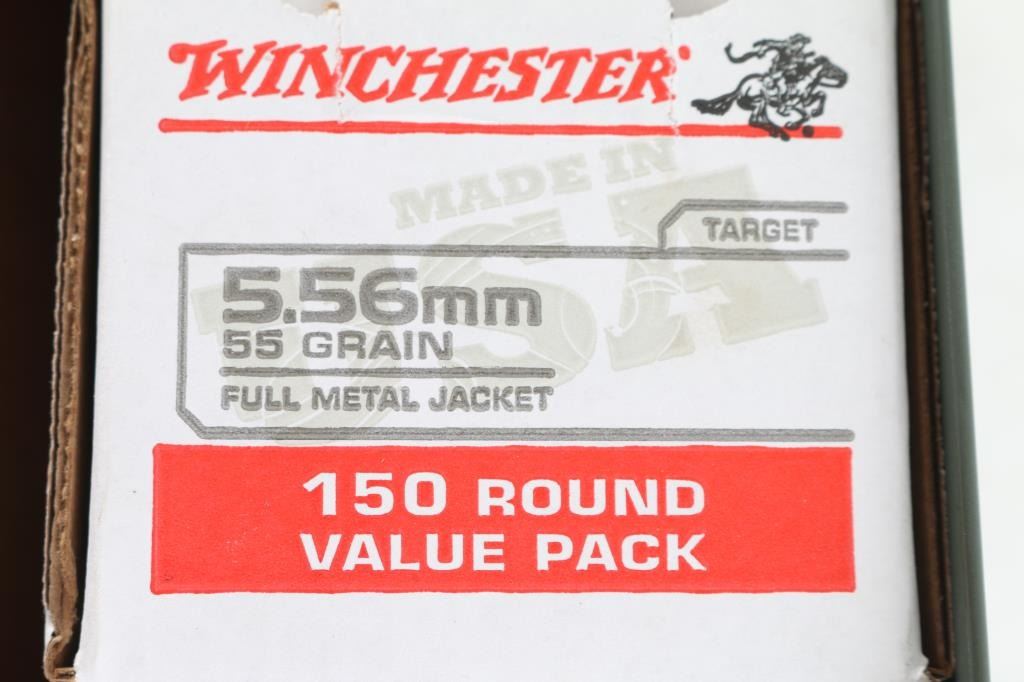 WINCHESTER
MADE IN
USA
TARGET
5.56mm
55 GRAIN
FULL METAL JACKET
150 ROUND
VALUE PACK